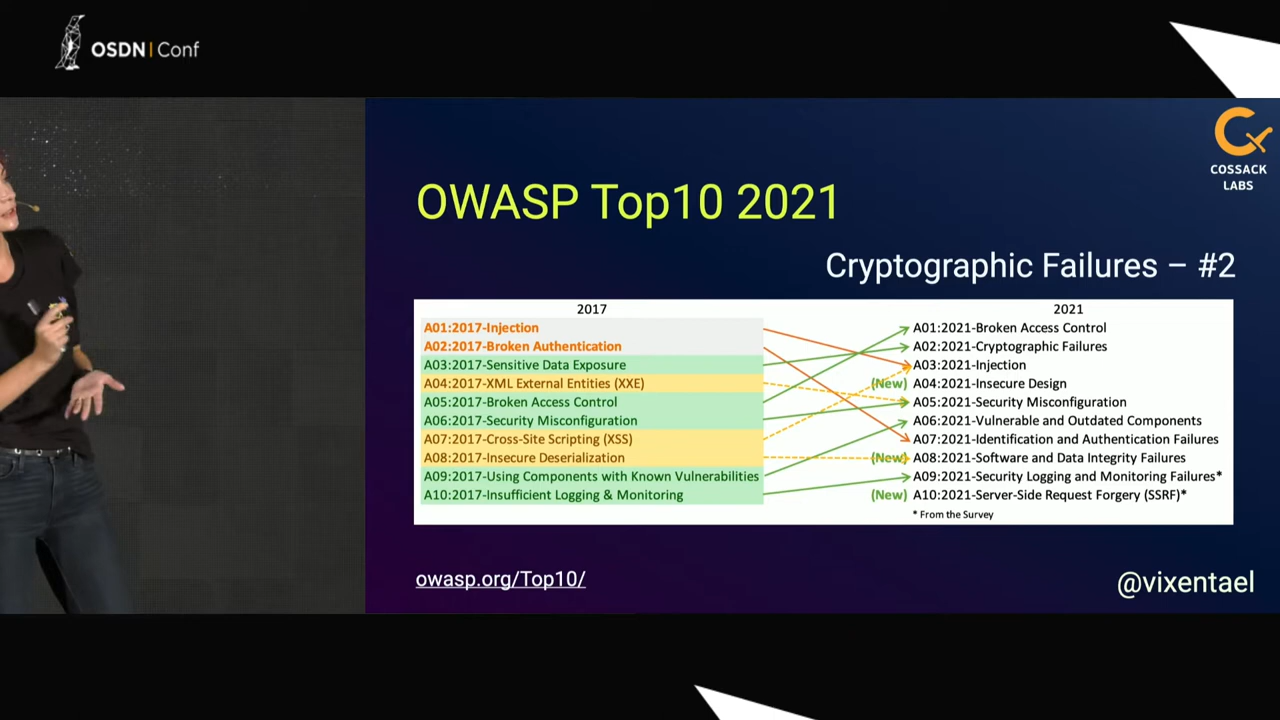 OSDN | Conf
COSSACK
LABS
OWASP Top10 2021
Cryptographic Failures – #2
2017
A01:2017-Injection
A02:2017-Broken Authentication
A03:2017-Sensitive Data Exposure
A04:2017-XML External Entities (XXE)
A05:2017-Broken Access Control
A06:2017-Security Misconfiguration
A07:2017-Cross-Site Scripting (XSS)
A08:2017-Insecure Deserialization
A09:2017-Using Components with Known Vulnerabilities
A10:2017-Insufficient Logging & Monitoring
2021
A01:2021-Broken Access Control
A02:2021-Cryptographic Failures
A03:2021-Injection
(New) A04:2021-Insecure Design
A05:2021-Security Misconfiguration
A06:2021-Vulnerable and Outdated Components
A07:2021-Identification and Authentication Failures
(New) A08:2021-Software and Data Integrity Failures
A09:2021-Security Logging and Monitoring Failures*
(New) A10:2021-Server-Side Request Forgery (SSRF)*
* From the Survey
owasp.org/Top10/
@vixentael